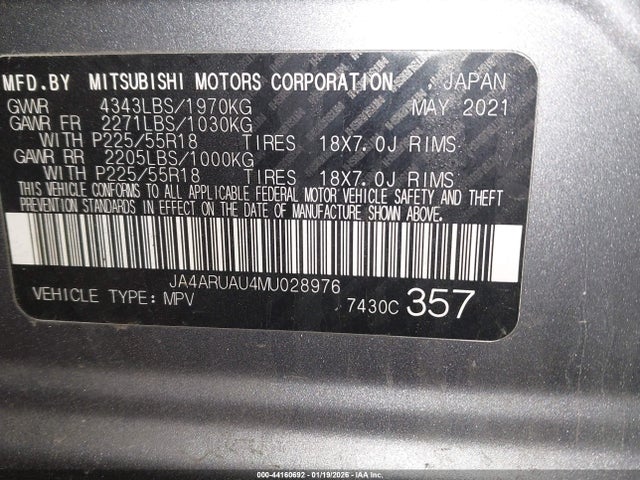 MFD.BY MITSUBISHI MOTORS CORPORATION , JAPAN
GVWR 4343LBS/1970KG MAY 2021
GAWR FR 2271LBS/1030KG
WITH P225/55R18 TIRES 18X7.0J RIMS
GAWR RR 2205LBS/1000KG
WITH P225/55R18 TIRES 18X7.0J RIMS
THIS VEHICLE CONFORMS TO ALL APPLICABLE FEDERAL MOTOR VEHICLE SAFETY AND THEFT
PREVENTION STANDARDS IN EFFECT ON THE DATE OF MANUFACTURE SHOWN ABOVE.
JA4ARUAU4MU028976
VEHICLE TYPE: MPV 7430C 357
000-44160692 - 01/19/2026 - IAA, Inc.